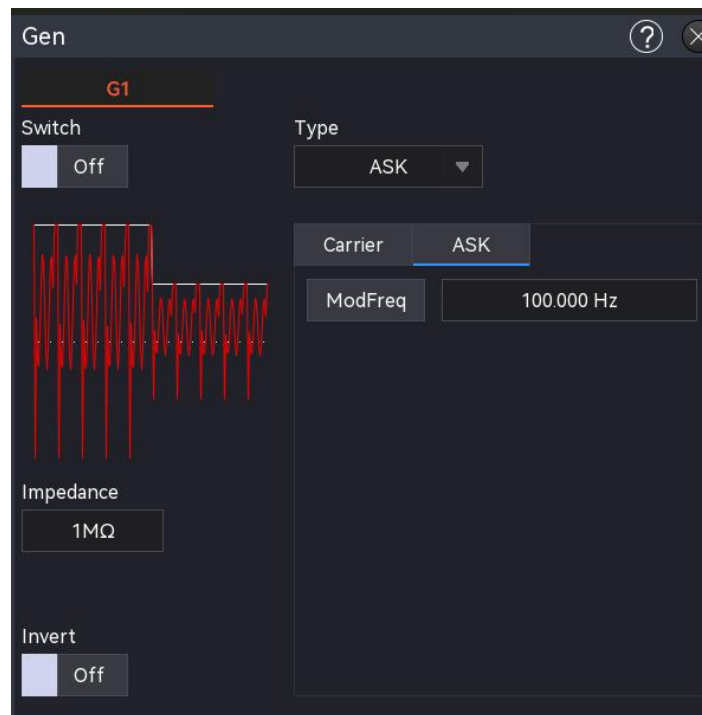 Gen
G1
Switch
Off
Type
ASK
Carrier ASK
ModFreq 100.000 Hz
Impedance
1MΩ
Invert
Off